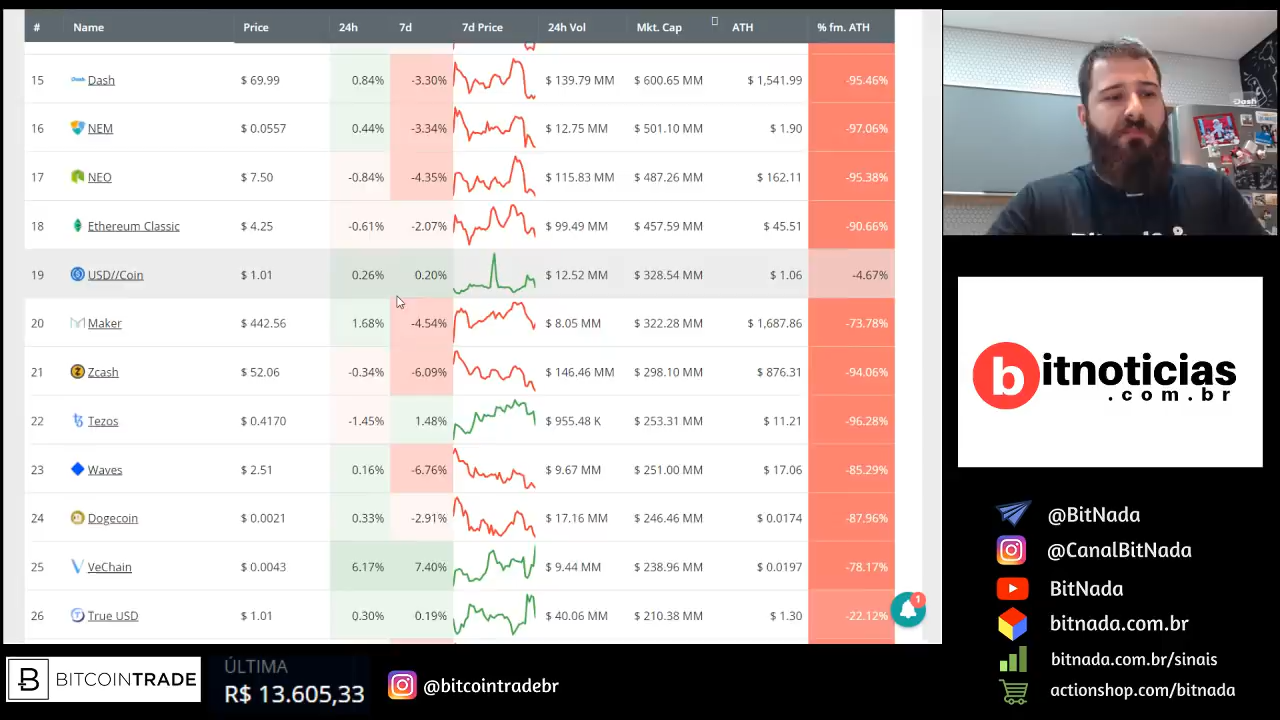 # Name Price 24h 7d 7d Price 24h Vol Mkt. Cap ATH % fm. ATH
15 Dash $ 69.99 0.84% -3.30% $ 139.79 MM $ 600.65 MM $ 1,541.99 -95.46%
16 NEM $ 0.0557 0.44% -3.34% $ 12.75 MM $ 501.10 MM $ 1.90 -97.06%
17 NEO $ 7.50 -0.84% -4.35% $ 115.83 MM $ 487.26 MM $ 162.11 -95.38%
18 Ethereum Classic $ 4.25 -0.61% -2.07% $ 99.49 MM $ 457.59 MM $ 45.51 -90.66%
19 USD//Coin $ 1.01 0.26% 0.20% $ 12.52 MM $ 328.54 MM $ 1.06 -4.67%
20 Maker $ 442.56 1.68% -4.54% $ 8.05 MM $ 322.28 MM $ 1,687.86 -73.78%
21 Zcash $ 52.06 -0.34% -6.09% $ 146.46 MM $ 298.10 MM $ 876.31 -94.06%
22 Tezos $ 0.4170 -1.45% 1.48% $ 955.48 K $ 253.31 MM $ 11.21 -96.28%
23 Waves $ 2.51 0.16% -6.76% $ 9.67 MM $ 251.00 MM $ 17.06 -85.29%
24 Dogecoin $ 0.0021 0.33% -2.91% $ 17.16 MM $ 246.46 MM $ 0.0174 -87.96%
25 VeChain $ 0.0043 6.17% 7.40% $ 9.44 MM $ 238.96 MM $ 0.0197 -78.17%
26 True USD $ 1.01 0.30% 0.19% $ 40.06 MM $ 210.38 MM $ 1.30 -22.12%
1
Dash
bitnoticias
.com.br
@BitNada
@CanalBitNada
BitNada
bitnada.com.br
bitnada.com.br/sinais
actionshop.com/bitnada
BITCOINTRADE
ÚLTIMA
R$ 13.605,33
@bitcointradebr